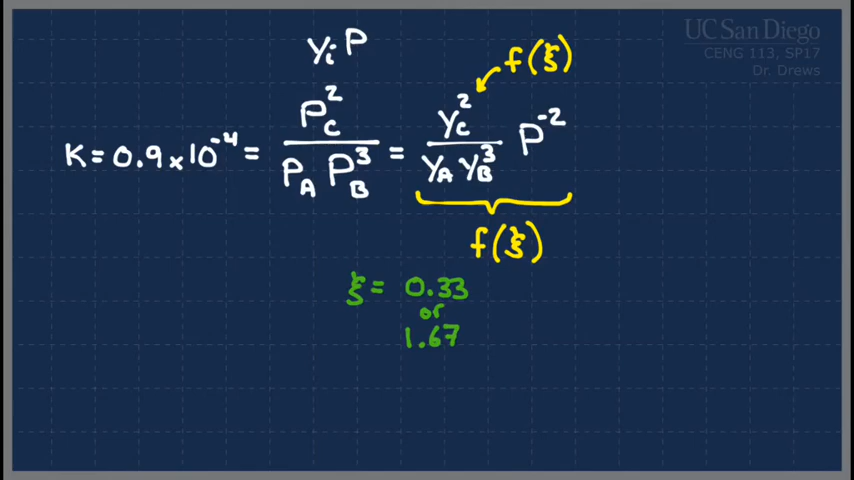 UC San Diego
CENG 113, SP17
Dr. Drews
yᵢP
f(ξ)
K = 0.9 × 10⁻⁴ = P_C² / (P_A P_B³) = y_C² / (y_A y_B³) P⁻²
f(ξ)
ξ = 0.33
or
1.67